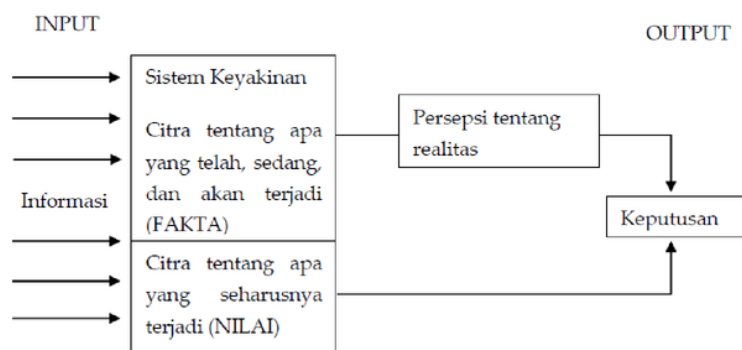 INPUT
OUTPUT
Sistem Keyakinan
Citra tentang apa
yang telah, sedang,
dan akan terjadi
(FAKTA)
Persepsi tentang
realitas
Informasi
Keputusan
Citra tentang apa
yang seharusnya
terjadi (NILAI)